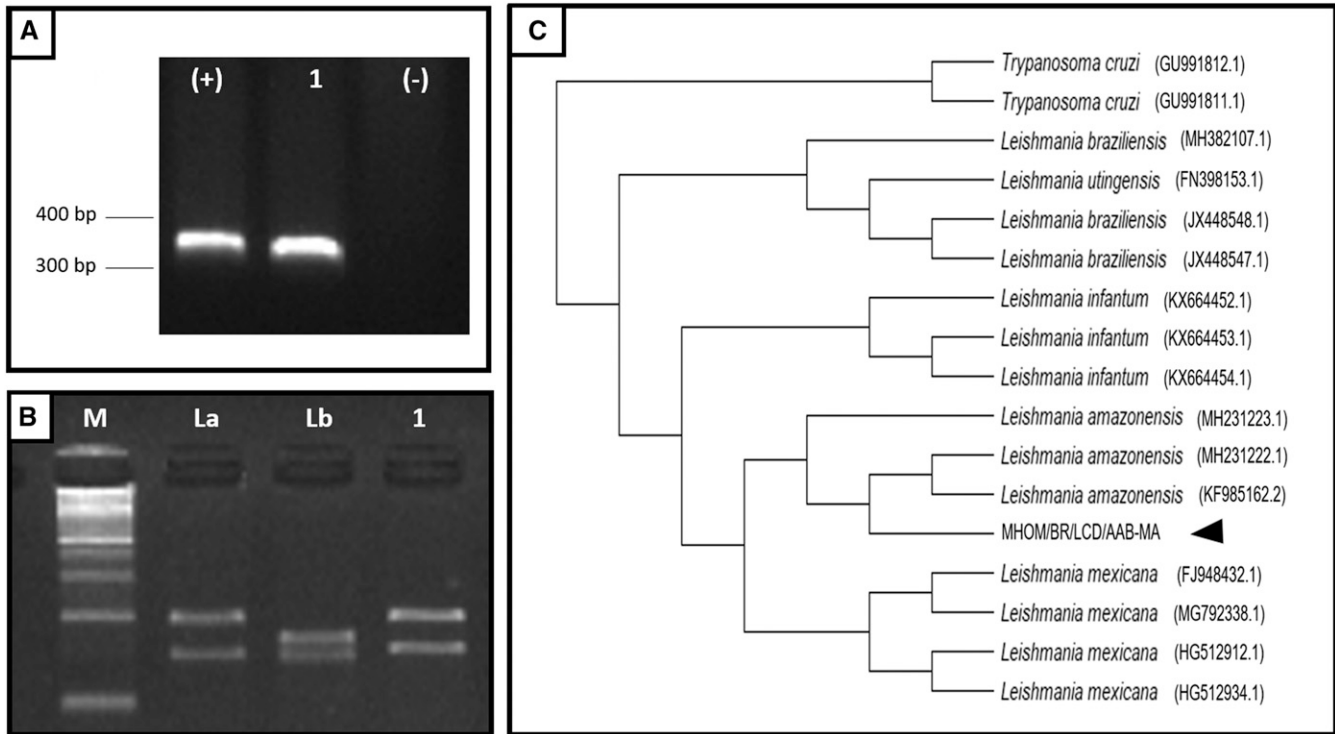 A
(+) 1 (-)
400 bp
300 bp
B
M La Lb 1
C
Trypanosoma cruzi (GU991812.1)
Trypanosoma cruzi (GU991811.1)
Leishmania braziliensis (MH382107.1)
Leishmania utingensis (FN398153.1)
Leishmania braziliensis (JX448548.1)
Leishmania braziliensis (JX448547.1)
Leishmania infantum (KX664452.1)
Leishmania infantum (KX664453.1)
Leishmania infantum (KX664454.1)
Leishmania amazonensis (MH231223.1)
Leishmania amazonensis (MH231222.1)
Leishmania amazonensis (KF985162.2)
MHOM/BR/LCD/AAB-MA
Leishmania mexicana (FJ948432.1)
Leishmania mexicana (MG792338.1)
Leishmania mexicana (HG512912.1)
Leishmania mexicana (HG512934.1)